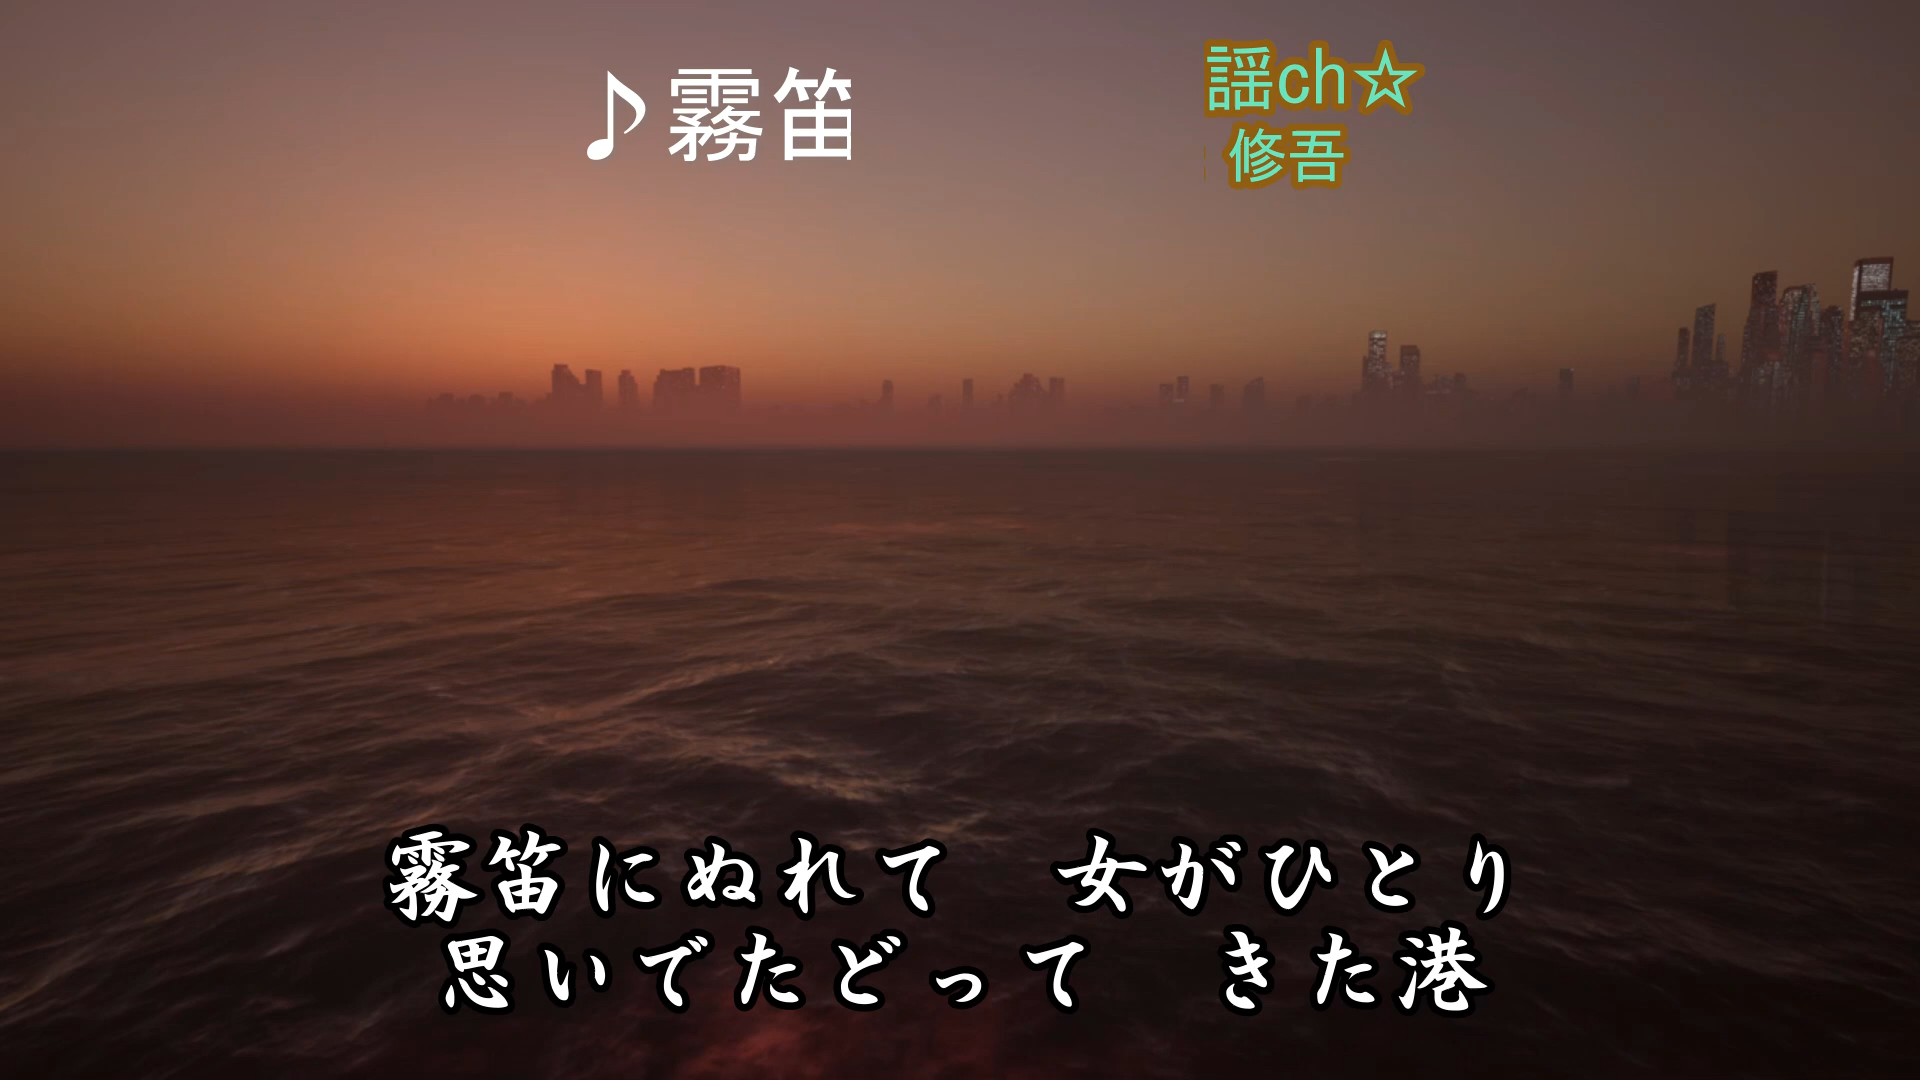 ♪霧笛
謡ch☆
修吾
霧笛にぬれて　女がひとり
思いでたどって　きた港